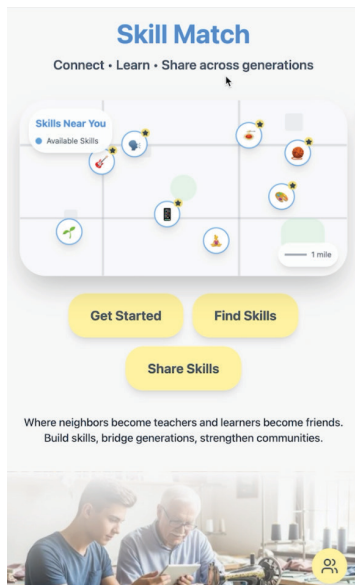 Skill Match
Connect • Learn • Share across generations
Skills Near You
Available Skills
1 mile
Get Started
Find Skills
Share Skills
Where neighbors become teachers and learners become friends.
Build skills, bridge generations, strengthen communities.